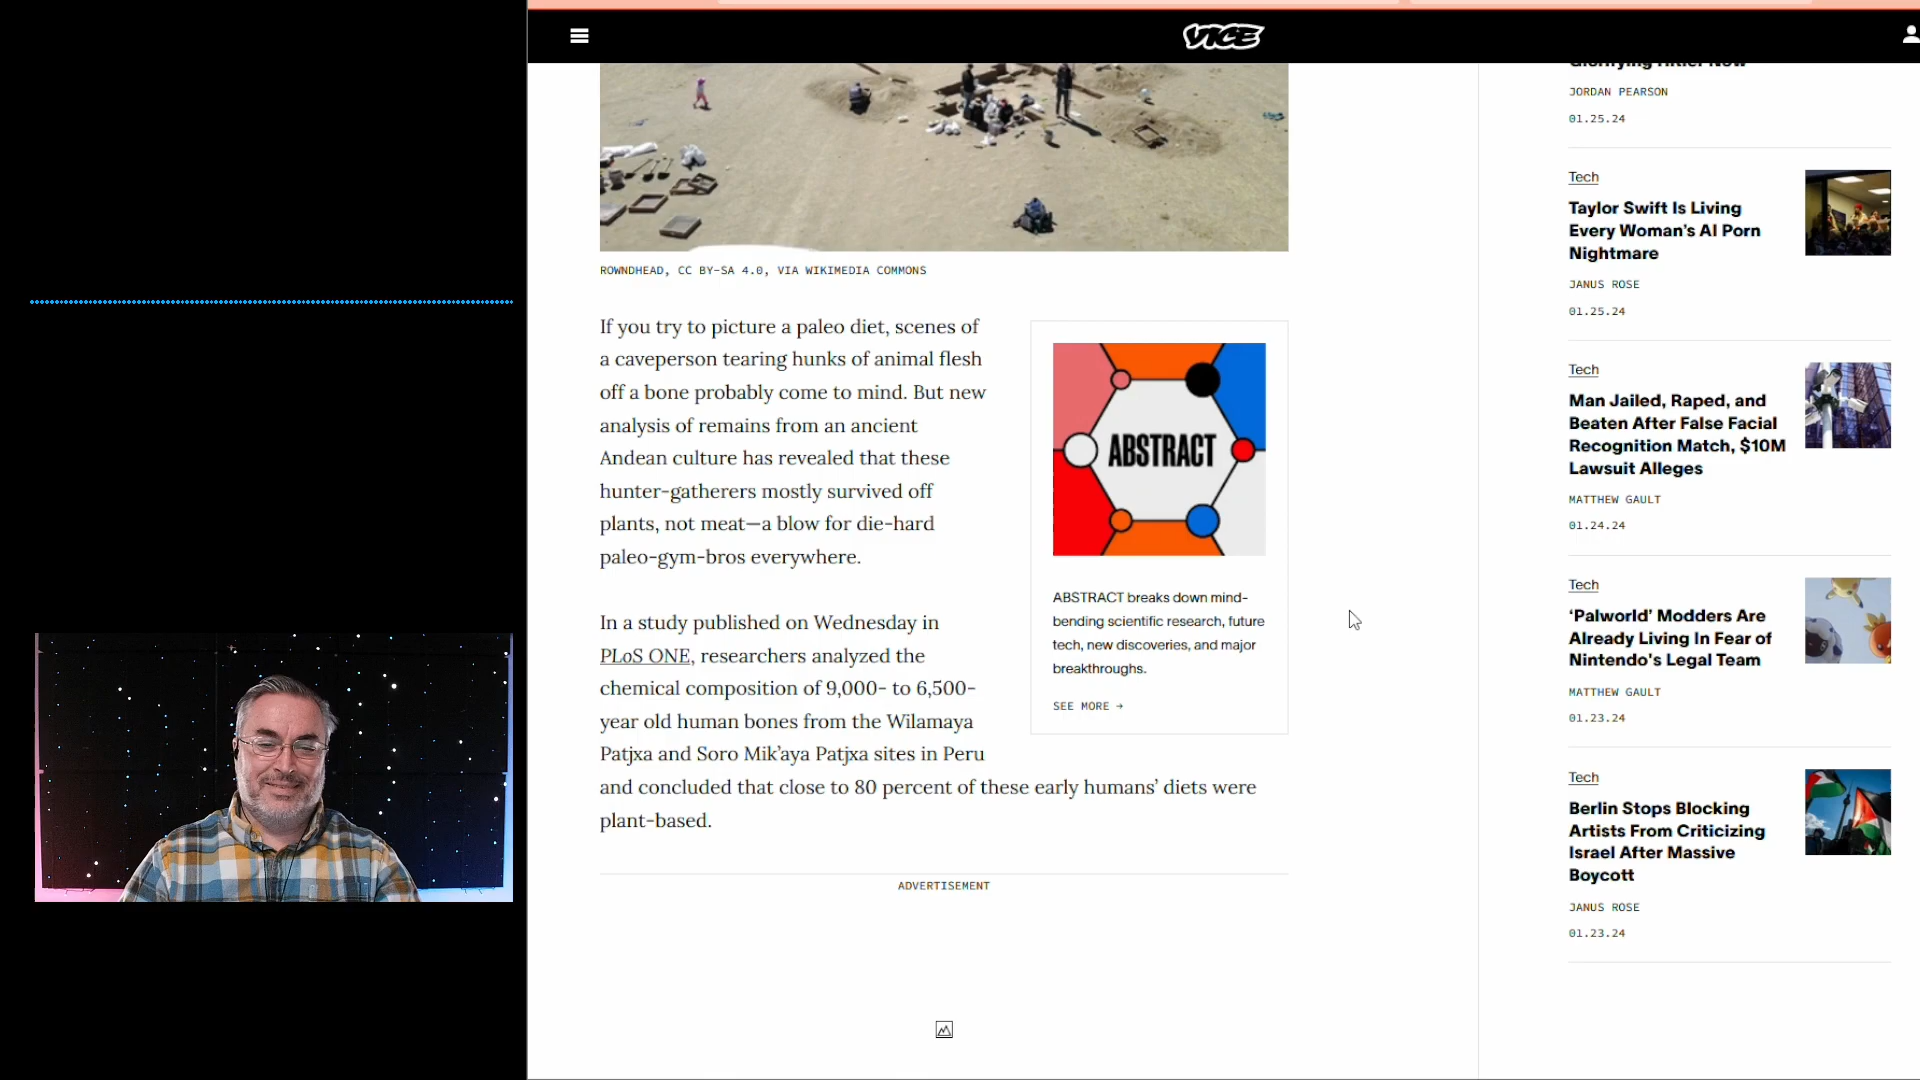 VICE
ROWNDHEAD, CC BY-SA 4.0, VIA WIKIMEDIA COMMONS
If you try to picture a paleo diet, scenes of
a caveperson tearing hunks of animal flesh
off a bone probably come to mind. But new
analysis of remains from an ancient
Andean culture has revealed that these
hunter-gatherers mostly survived off
plants, not meat—a blow for die-hard
paleo-gym-bros everywhere.
In a study published on Wednesday in
PLoS ONE, researchers analyzed the
chemical composition of 9,000- to 6,500-
year old human bones from the Wilamaya
Patjxa and Soro Mik’aya Patjxa sites in Peru
and concluded that close to 80 percent of these early humans’ diets were
plant-based.
ABSTRACT
ABSTRACT breaks down mind-
bending scientific research, future
tech, new discoveries, and major
breakthroughs.
SEE MORE →
ADVERTISEMENT
Glorifying Hitler Now
JORDAN PEARSON
01.25.24
Tech
Taylor Swift Is Living
Every Woman’s AI Porn
Nightmare
JANUS ROSE
01.25.24
Tech
Man Jailed, Raped, and
Beaten After False Facial
Recognition Match, $10M
Lawsuit Alleges
MATTHEW GAULT
01.24.24
Tech
‘Palworld’ Modders Are
Already Living In Fear of
Nintendo’s Legal Team
MATTHEW GAULT
01.23.24
Tech
Berlin Stops Blocking
Artists From Criticizing
Israel After Massive
Boycott
JANUS ROSE
01.23.24